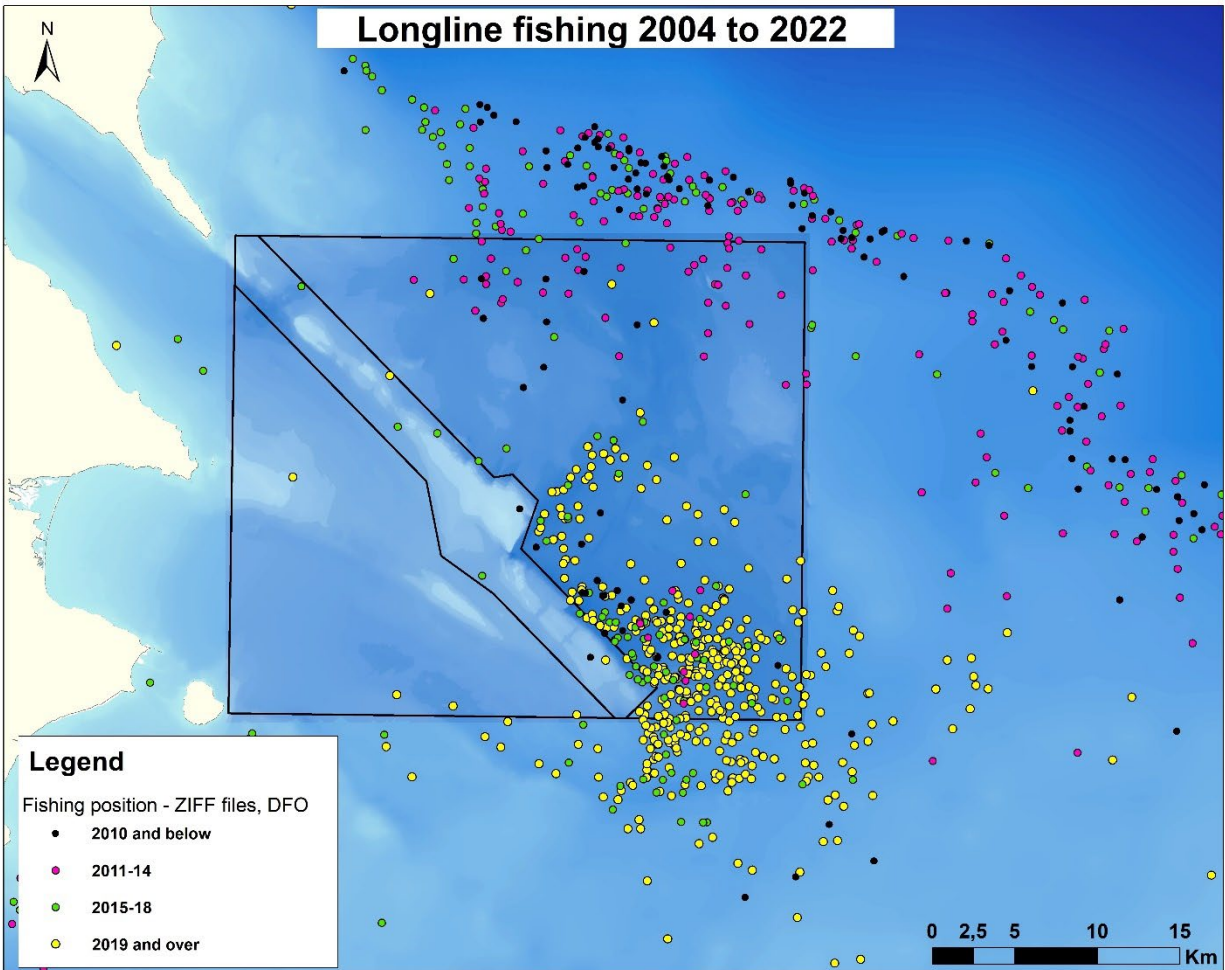 Longline fishing 2004 to 2022
N
Legend
Fishing position - ZIFF files, DFO
2010 and below
2011-14
2015-18
2019 and over
0 2,5 5 10 15
Km